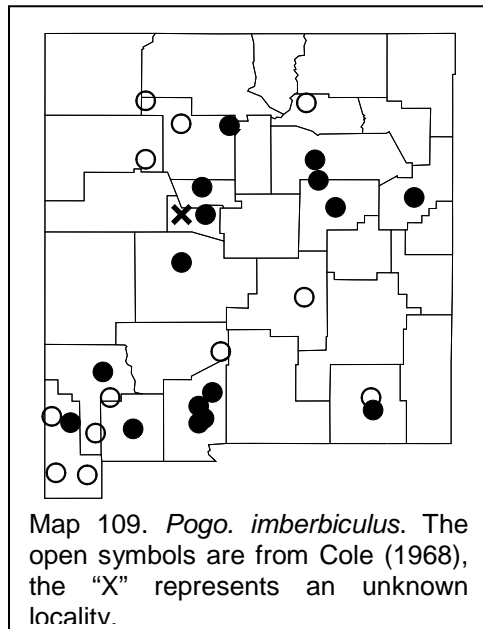 Map 109. Pogo. imberbiculus. The
open symbols are from Cole (1968),
the “X” represents an unknown
locality.